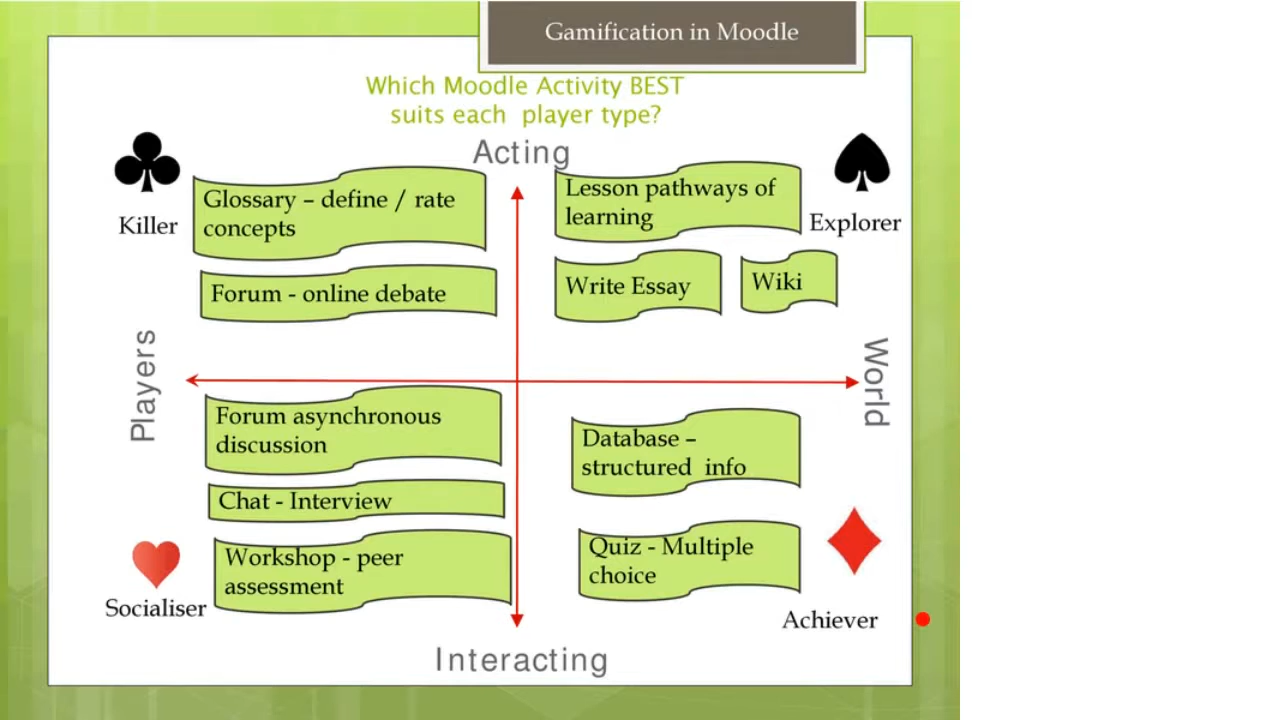 Gamification in Moodle
Which Moodle Activity BEST
suits each player type?
Acting
Killer
Glossary – define / rate
concepts
Forum - online debate
Lesson pathways of
learning
Explorer
Write Essay
Wiki
Players
World
Forum asynchronous
discussion
Chat - Interview
Workshop - peer
assessment
Socialiser
Database –
structured info
Quiz - Multiple
choice
Achiever
Interacting